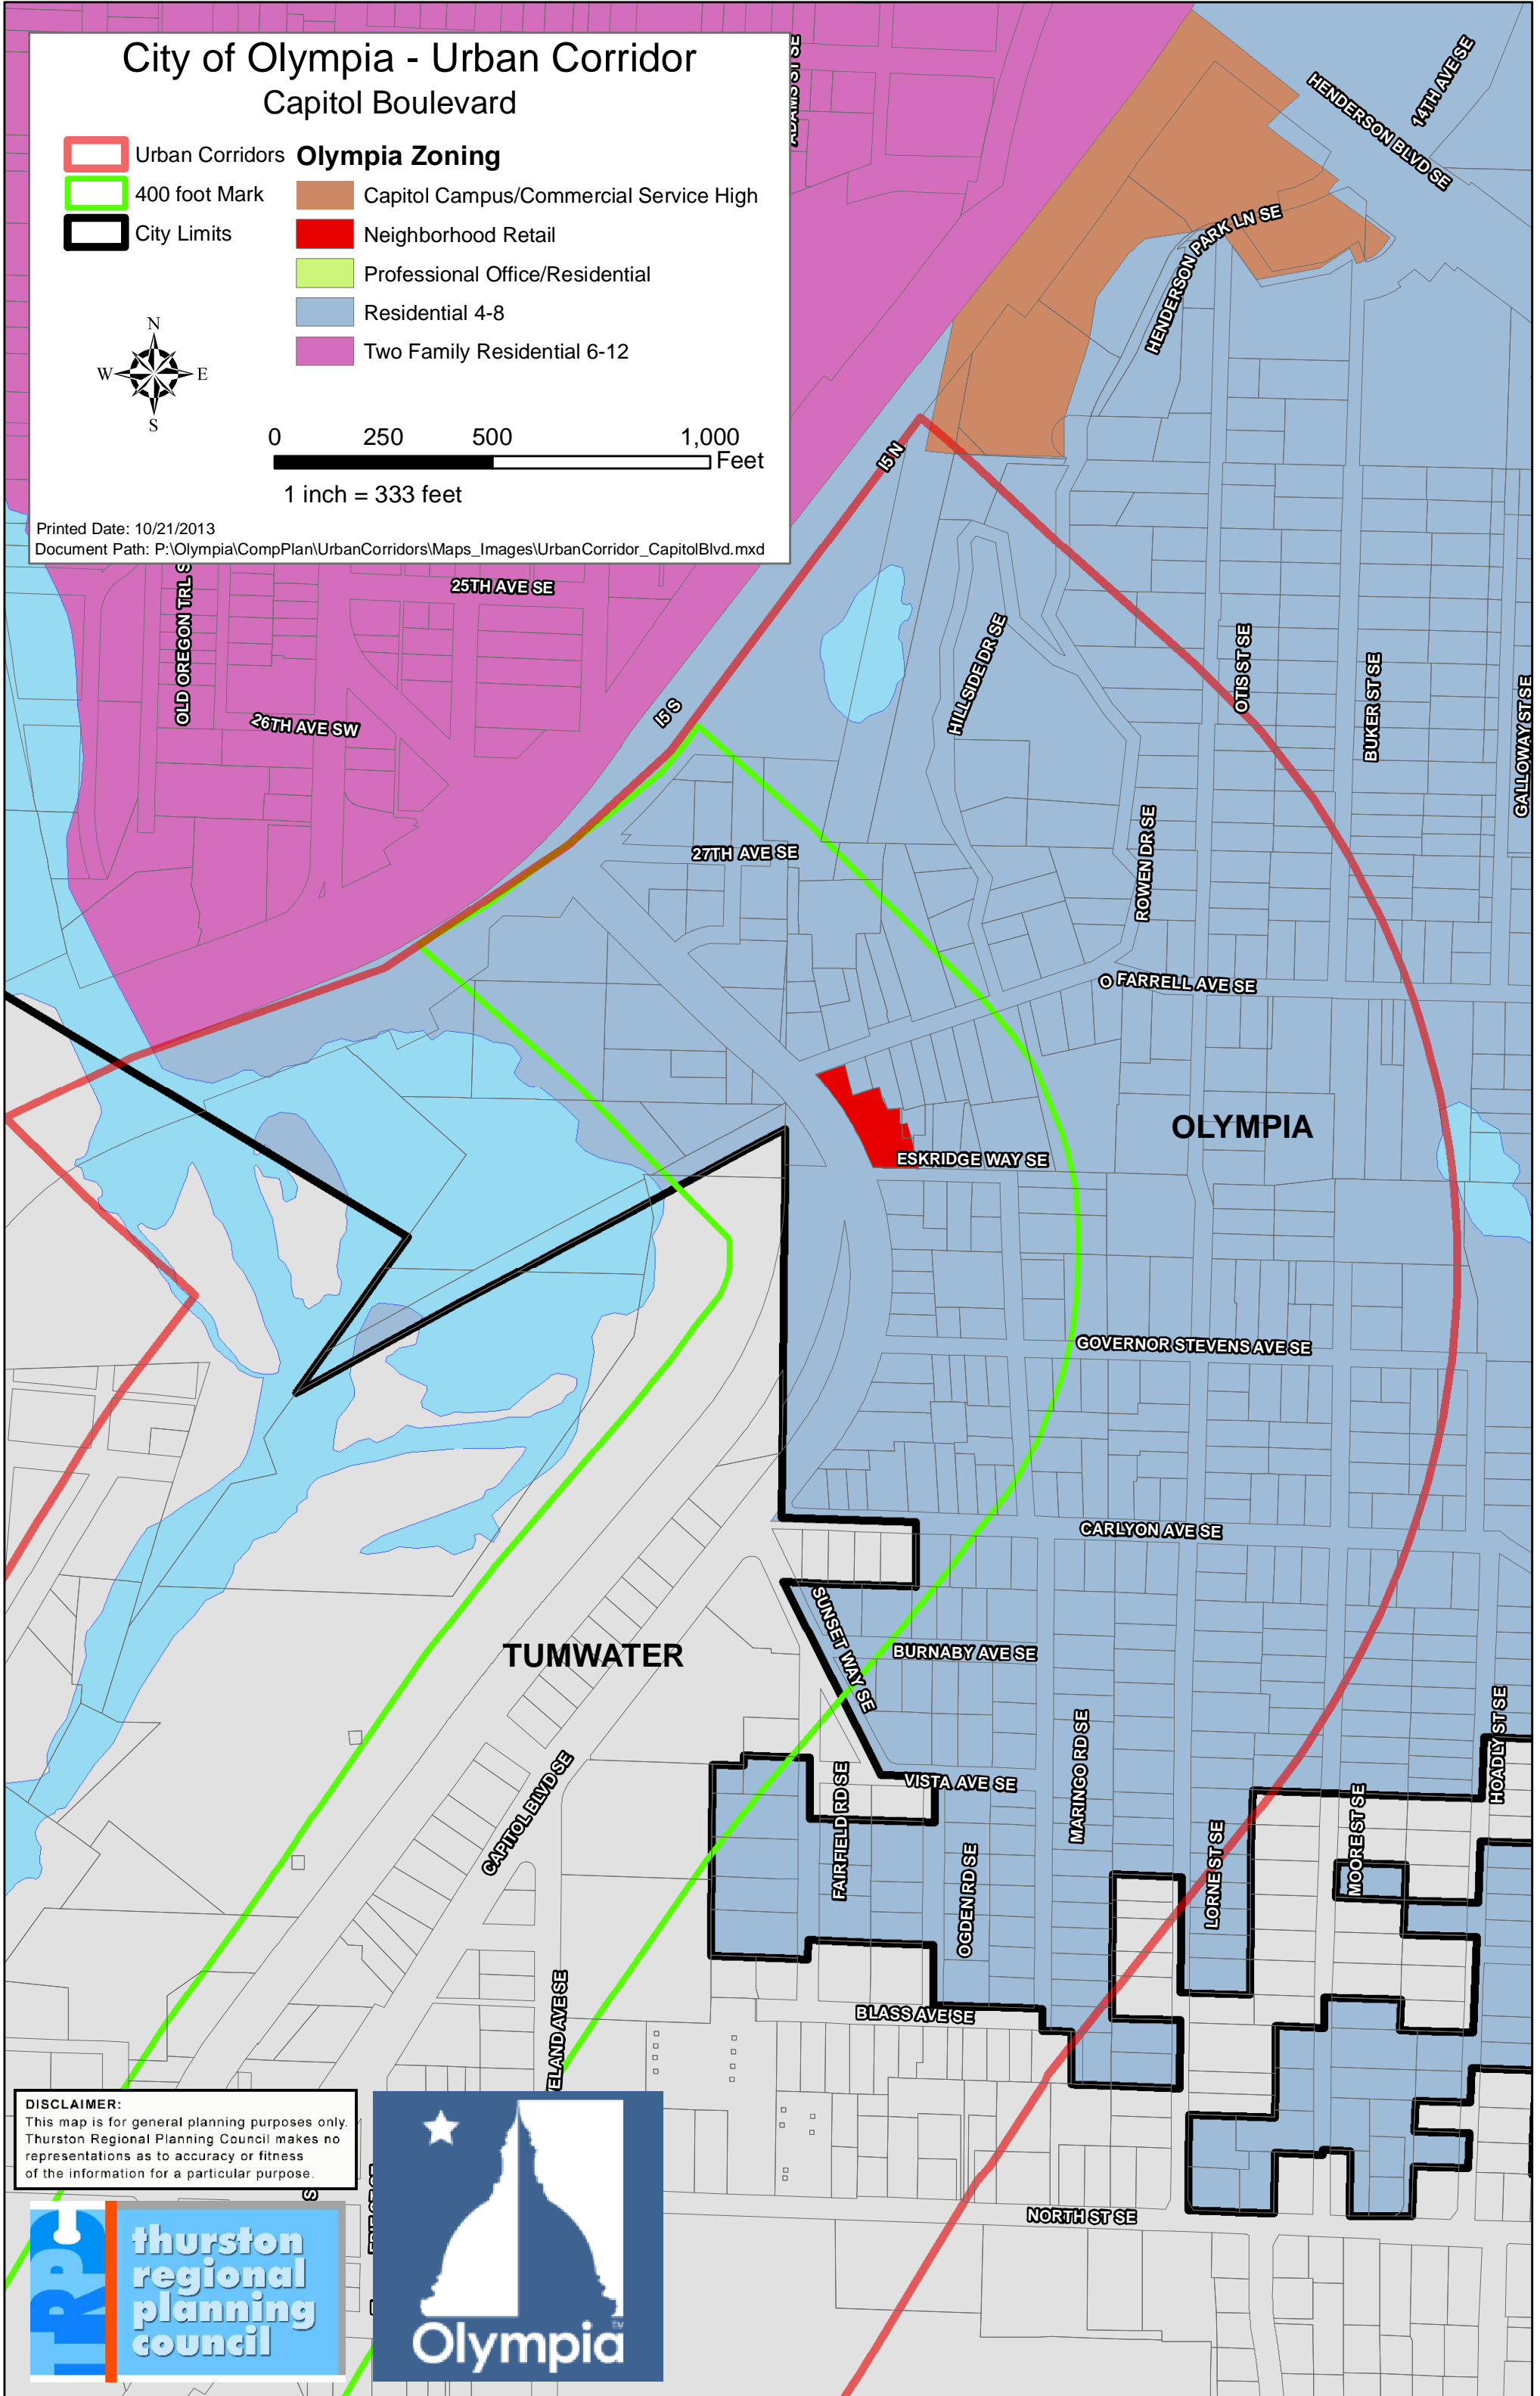 City of Olympia - Urban Corridor
Capitol Boulevard
Urban Corridors
400 foot Mark
City Limits
Olympia Zoning
Capitol Campus/Commercial Service High
Neighborhood Retail
Professional Office/Residential
Residential 4-8
Two Family Residential 6-12
N
W E
S
0 250 500 1,000
Feet
1 inch = 333 feet
Printed Date: 10/21/2013
Document Path: P:\Olympia\CompPlan\UrbanCorridors\Maps_Images\UrbanCorridor_CapitolBlvd.mxd
ADAMS ST SE
14TH AVE SE
HENDERSON BLVD SE
HENDERSON PARK LN SE
I5 N
25TH AVE SE
OLD OREGON TRL S
26TH AVE SW
I5 S
HILLSIDE DR SE
OTIS ST SE
BUKER ST SE
GALLOWAY ST SE
27TH AVE SE
ROWEN DR SE
O FARRELL AVE SE
OLYMPIA
ESKRIDGE WAY SE
GOVERNOR STEVENS AVE SE
CARLYON AVE SE
TUMWATER
SUNSET WAY SE
BURNABY AVE SE
MARINGO RD SE
HOADLY ST SE
CAPITOL BLVD SE
FAIRFIELD RD SE
VISTA AVE SE
OGDEN RD SE
LORNE ST SE
MOORE ST SE
ELAND AVE SE
BLASS AVE SE
NORTH ST SE
DISCLAIMER:
This map is for general planning purposes only.
Thurston Regional Planning Council makes no
representations as to accuracy or fitness
of the information for a particular purpose.
S
TRPC
thurston
regional
planning
council
Olympia
TM